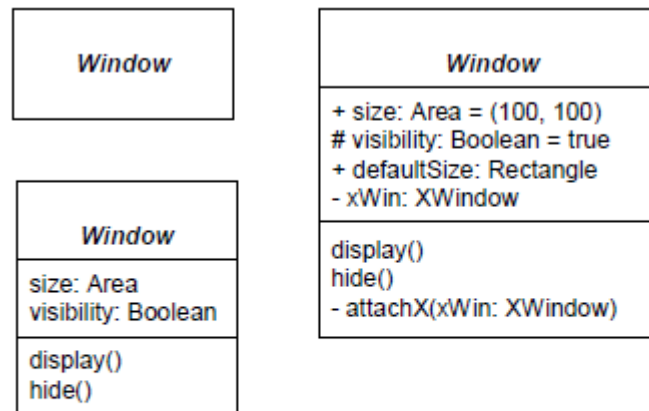 Window
Window
size: Area
visibility: Boolean
display()
hide()
Window
+ size: Area = (100, 100)
# visibility: Boolean = true
+ defaultSize: Rectangle
- xWin: XWindow
display()
hide()
- attachX(xWin: XWindow)